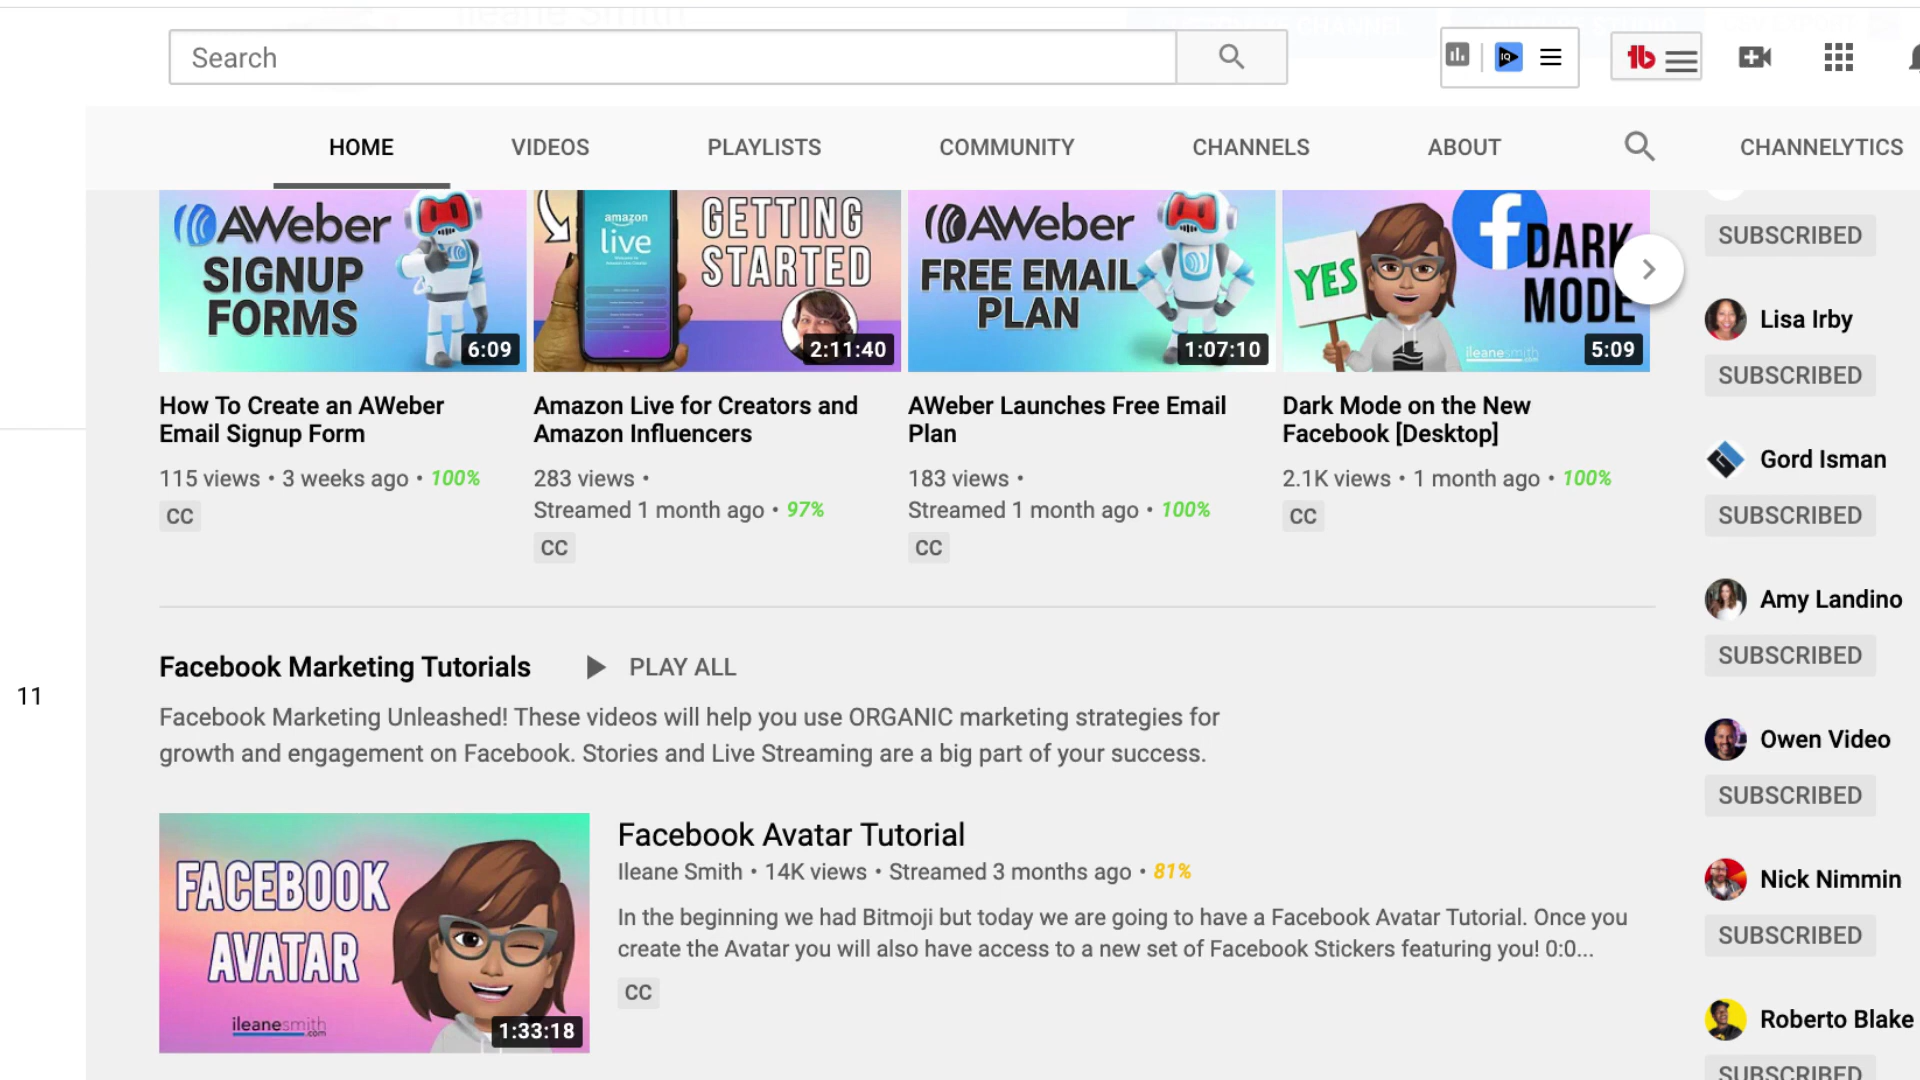 Ileane Smith
Search
IQ
tb
HOME
VIDEOS
PLAYLISTS
COMMUNITY
CHANNELS
ABOUT
CHANNELYTICS
AWeber
SIGNUP
FORMS
6:09
amazon
live
GETTING
STARTED
2:11:40
AWeber
FREE EMAIL
PLAN
1:07:10
YES
f
DARK
MODE
ileanesmith
.com
5:09
How To Create an AWeber
Email Signup Form
115 views • 3 weeks ago • 100%
CC
Amazon Live for Creators and
Amazon Influencers
283 views •
Streamed 1 month ago • 97%
CC
AWeber Launches Free Email
Plan
183 views •
Streamed 1 month ago • 100%
CC
Dark Mode on the New
Facebook [Desktop]
2.1K views • 1 month ago • 100%
CC
11
Facebook Marketing Tutorials
PLAY ALL
Facebook Marketing Unleashed! These videos will help you use ORGANIC marketing strategies for
growth and engagement on Facebook. Stories and Live Streaming are a big part of your success.
FACEBOOK
AVATAR
ileanesmith
.com
1:33:18
Facebook Avatar Tutorial
Ileane Smith • 14K views • Streamed 3 months ago • 81%
In the beginning we had Bitmoji but today we are going to have a Facebook Avatar Tutorial. Once you
create the Avatar you will also have access to a new set of Facebook Stickers featuring you! 0:0...
CC
SUBSCRIBED
Lisa Irby
SUBSCRIBED
Gord Isman
SUBSCRIBED
Amy Landino
SUBSCRIBED
Owen Video
SUBSCRIBED
Nick Nimmin
SUBSCRIBED
Roberto Blake
SUBSCRIBED